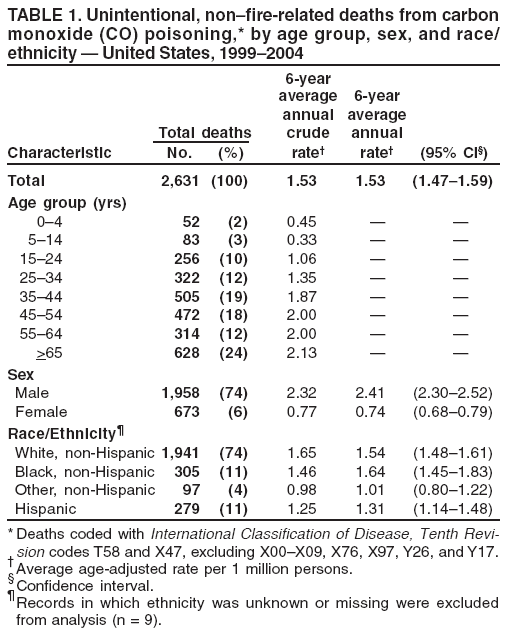 TABLE 1. Unintentional, non–fire-related deaths from carbon
monoxide (CO) poisoning,* by age group, sex, and race/
ethnicity — United States, 1999–2004
6-year
average 6-year
annual average
Total deaths crude annual
Characteristic No. (%) rate† rate† (95% CI§)
Total 2,631 (100) 1.53 1.53 (1.47–1.59)
Age group (yrs)
0–4 52 (2) 0.45 — —
5–14 83 (3) 0.33 — —
15–24 256 (10) 1.06 — —
25–34 322 (12) 1.35 — —
35–44 505 (19) 1.87 — —
45–54 472 (18) 2.00 — —
55–64 314 (12) 2.00 — —
≥65 628 (24) 2.13 — —
Sex
Male 1,958 (74) 2.32 2.41 (2.30–2.52)
Female 673 (6) 0.77 0.74 (0.68–0.79)
Race/Ethnicity¶
White, non-Hispanic 1,941 (74) 1.65 1.54 (1.48–1.61)
Black, non-Hispanic 305 (11) 1.46 1.64 (1.45–1.83)
Other, non-Hispanic 97 (4) 0.98 1.01 (0.80–1.22)
Hispanic 279 (11) 1.25 1.31 (1.14–1.48)
* Deaths coded with International Classification of Disease, Tenth Revi-
sion codes T58 and X47, excluding X00–X09, X76, X97, Y26, and Y17.
† Average age-adjusted rate per 1 million persons.
§ Confidence interval.
¶ Records in which ethnicity was unknown or missing were excluded
from analysis (n = 9).